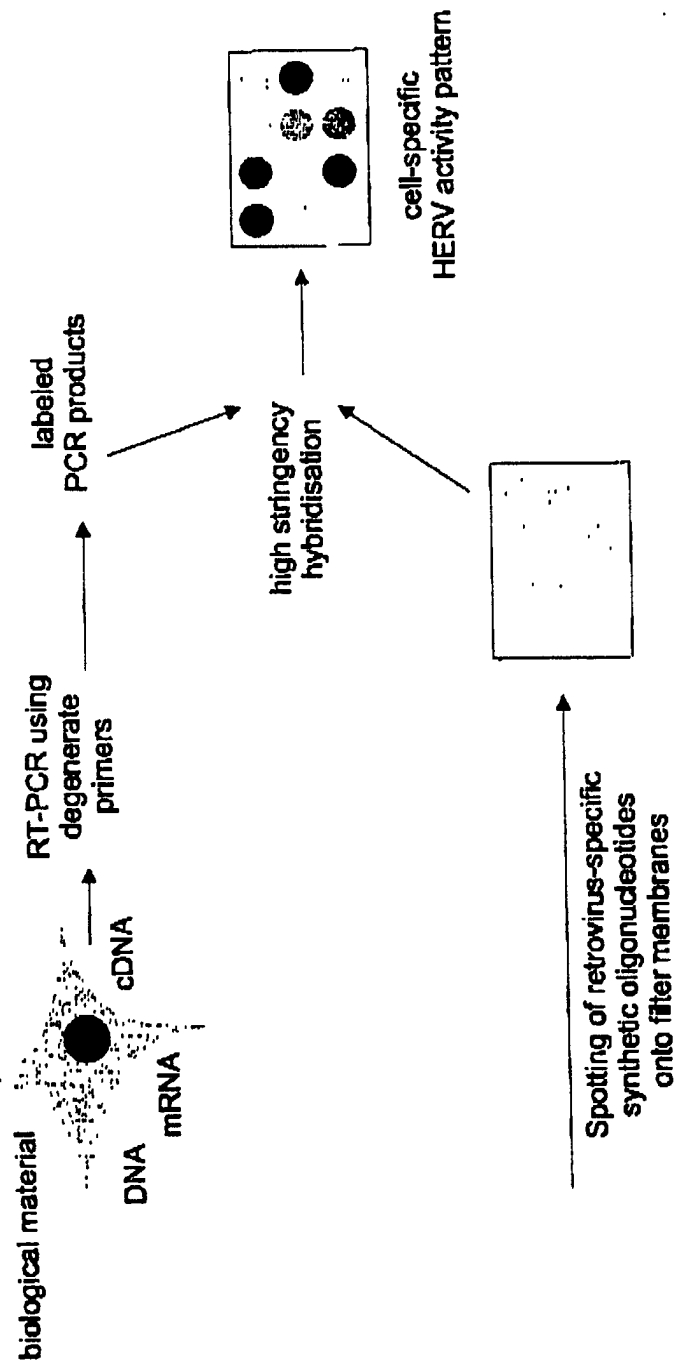 biological material
DNA
mRNA
cDNA
RT-PCR using
degenerate
primers
labeled
PCR products
high stringency
hybridisation
cell-specific
HERV activity pattern
Spotting of retrovirus-specific
synthetic oligonucleotides
onto filter membranes